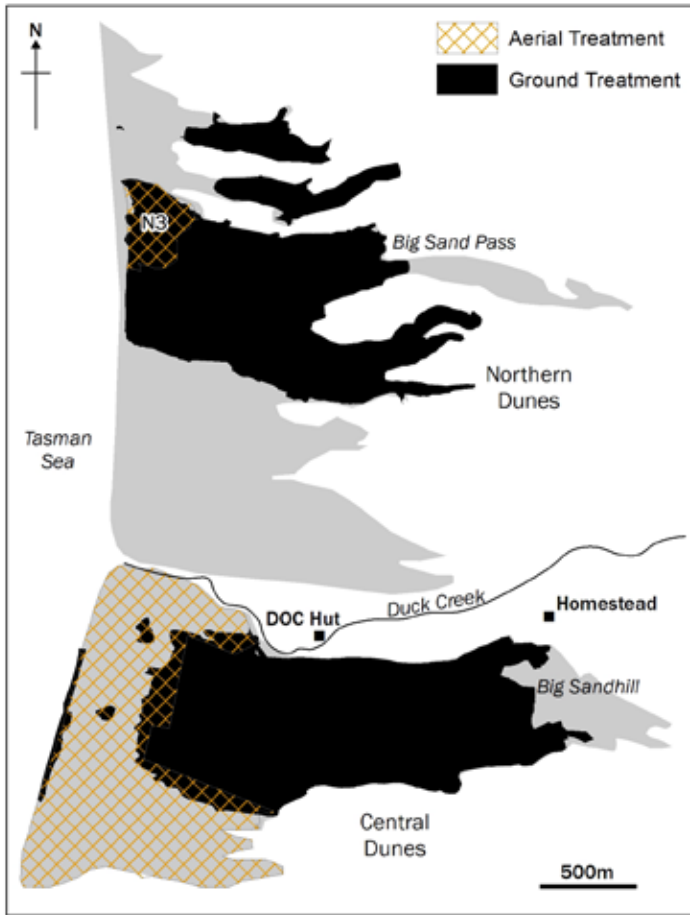 N
Aerial Treatment
Ground Treatment
N3
Big Sand Pass
Northern
Dunes
Tasman
Sea
Duck Creek
DOC Hut
Homestead
Big Sandhill
Central
Dunes
500m